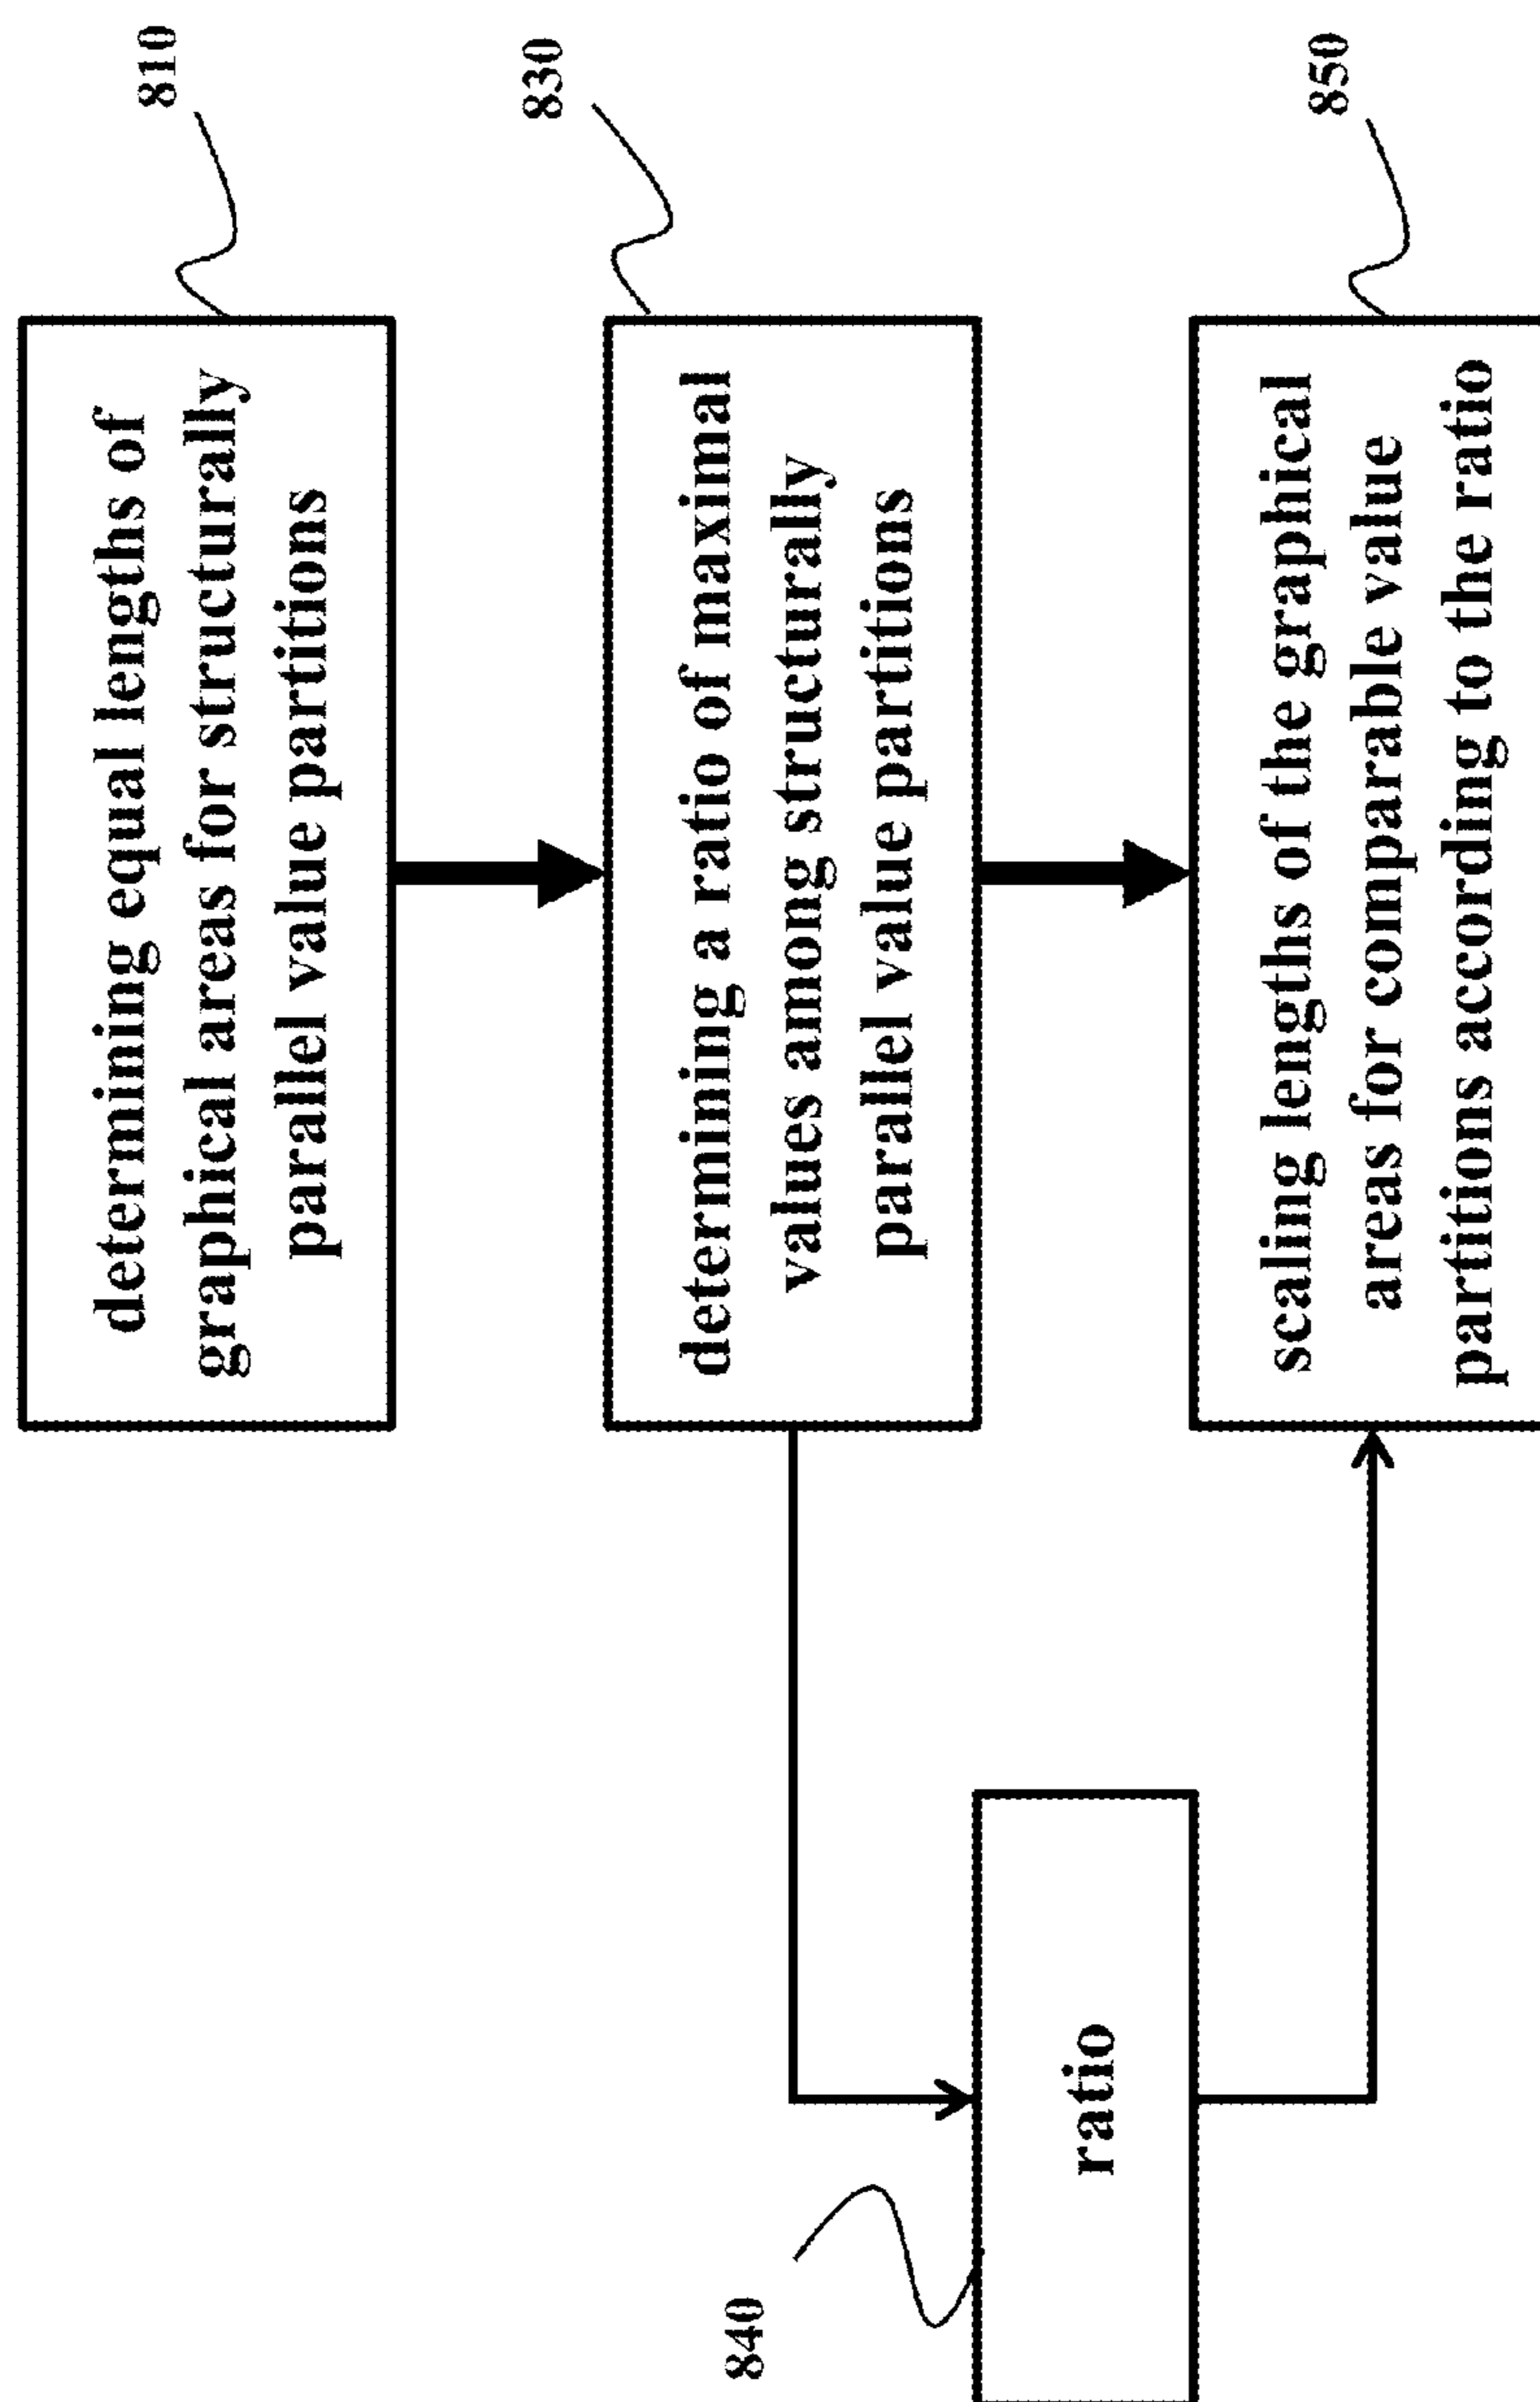 determining equal lengths of
graphical areas for structurally
parallel value partitions
810
determining a ratio of maximal
values among structurally
parallel value partitions
830
840
ratio
scaling lengths of the graphical
areas for comparable value
partitions according to the ratio
850